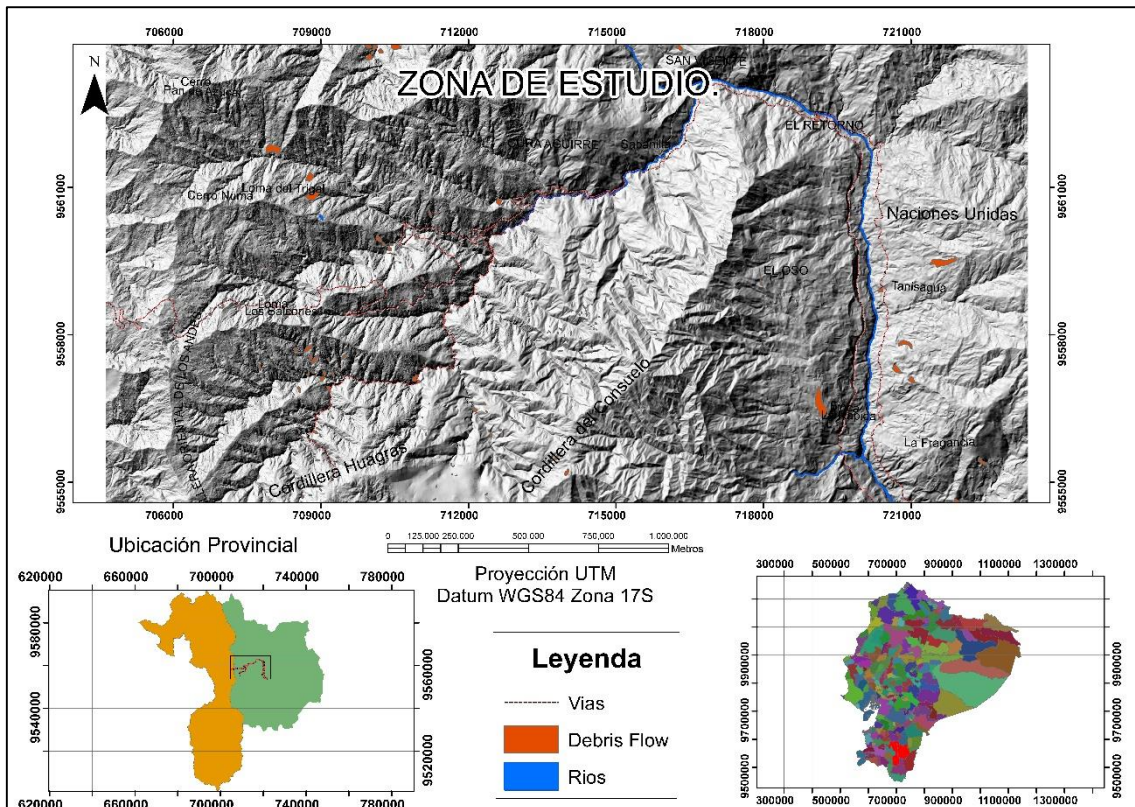 706000 709000 712000 715000 718000 721000
N
ZONA DE ESTUDIO.
SAN VICENTE
Cerro
EL RETORNO
Sabanilla
Loma del Trigal
Cerro Numa
9561000 9561000
Naciones Unidas
EL OSO
Tanisagua
Loma
Los Balcones
9558000 9558000
Cordillera del Consuelo
La Fragancia
Cordillera Huagras
9555000 9555000
706000 709000 712000 715000 718000 721000
Ubicación Provincial
0 125.000 250.000 500.000 750.000 1.000.000
Metros
Proyección UTM
Datum WGS84 Zona 17S
620000 660000 700000 740000 780000
9580000 9560000
9540000 9520000
620000 660000 700000 740000 780000
Leyenda
Vias
Debris Flow
Rios
300000 500000 700000 900000 1100000 1300000
9900000 9900000
9700000 9700000
9500000 9500000
300000 500000 700000 900000 1100000 1300000